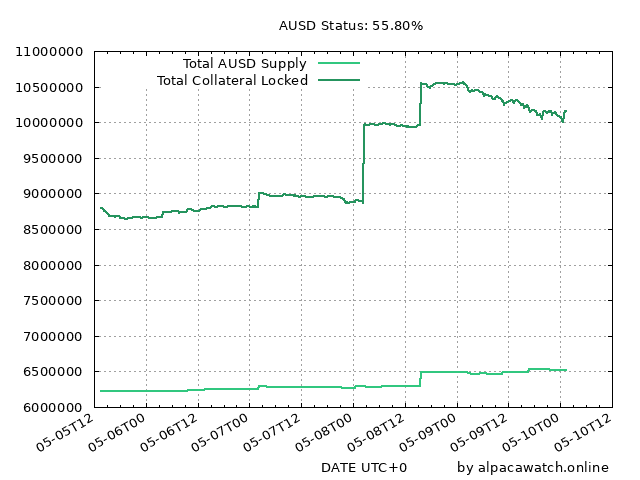 AUSD Status: 55.80%
11000000
10500000
10000000
9500000
9000000
8500000
8000000
7500000
7000000
6500000
6000000
Total AUSD Supply
Total Collateral Locked
05-05T12
05-06T00
05-06T12
05-07T00
05-07T12
05-08T00
05-08T12
05-09T00
05-09T12
05-10T00
05-10T12
DATE UTC+0
by alpacawatch.online